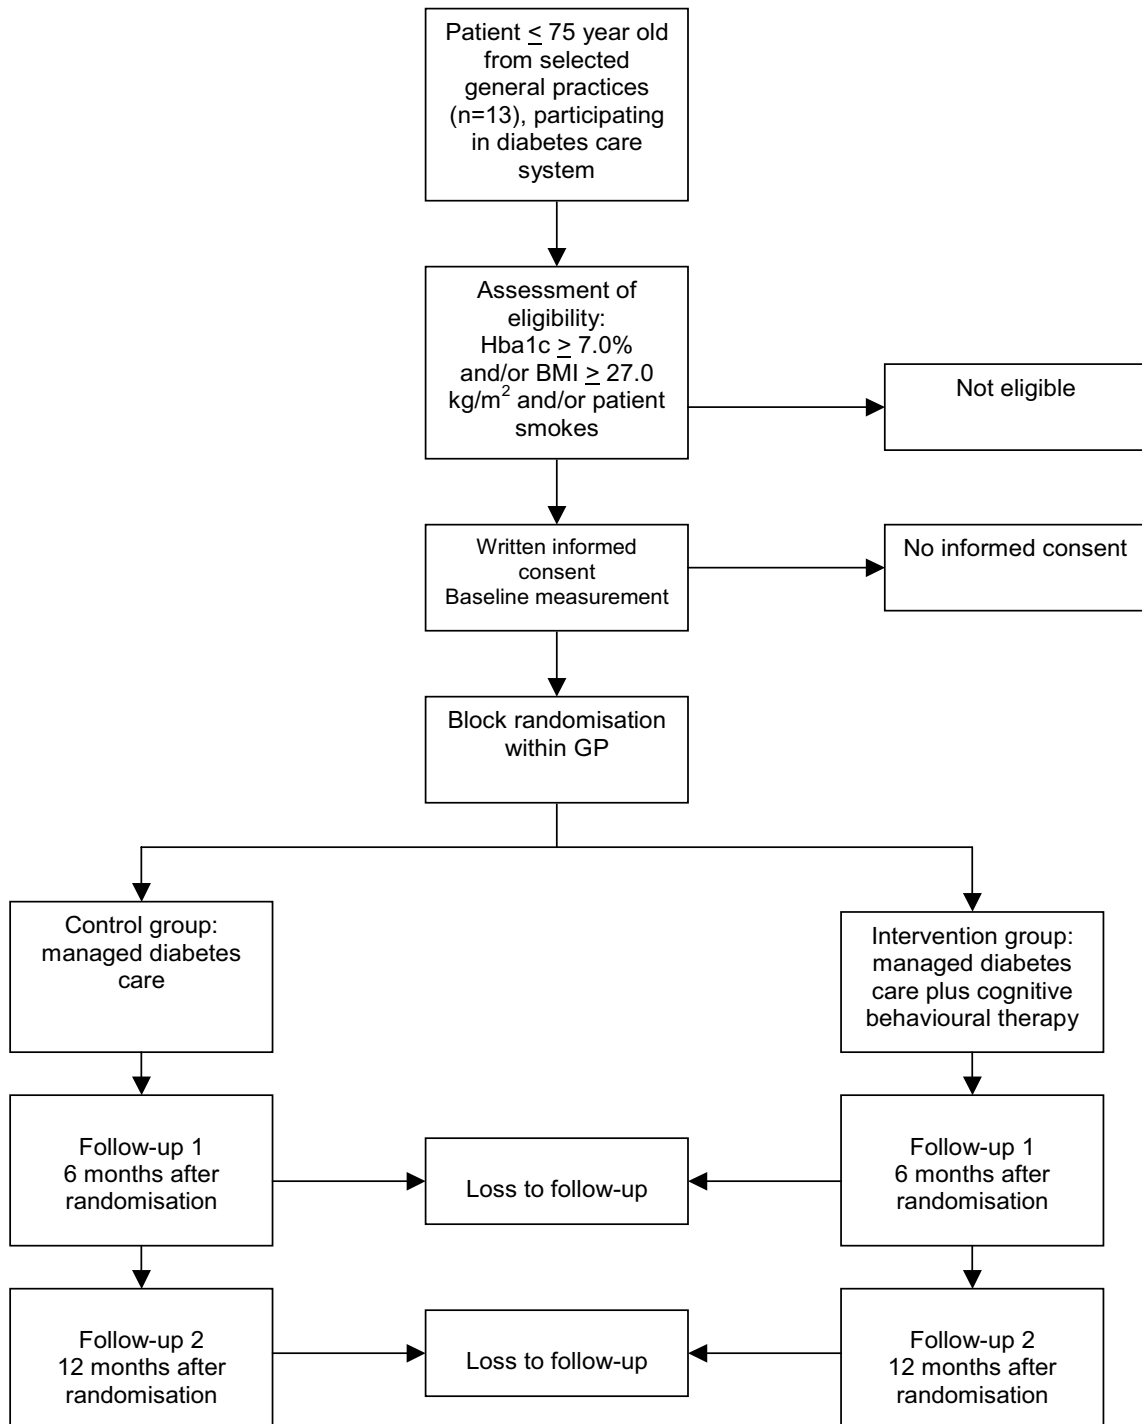 Patient ≤ 75 year old
from selected
general practices
(n=13), participating
in diabetes care
system
Assessment of
eligibility:
Hba1c ≥ 7.0%
and/or BMI ≥ 27.0
kg/m² and/or patient
smokes
Not eligible
Written informed
consent
Baseline measurement
No informed consent
Block randomisation
within GP
Control group:
managed diabetes
care
Intervention group:
managed diabetes
care plus cognitive
behavioural therapy
Follow-up 1
6 months after
randomisation
Loss to follow-up
Follow-up 1
6 months after
randomisation
Follow-up 2
12 months after
randomisation
Loss to follow-up
Follow-up 2
12 months after
randomisation